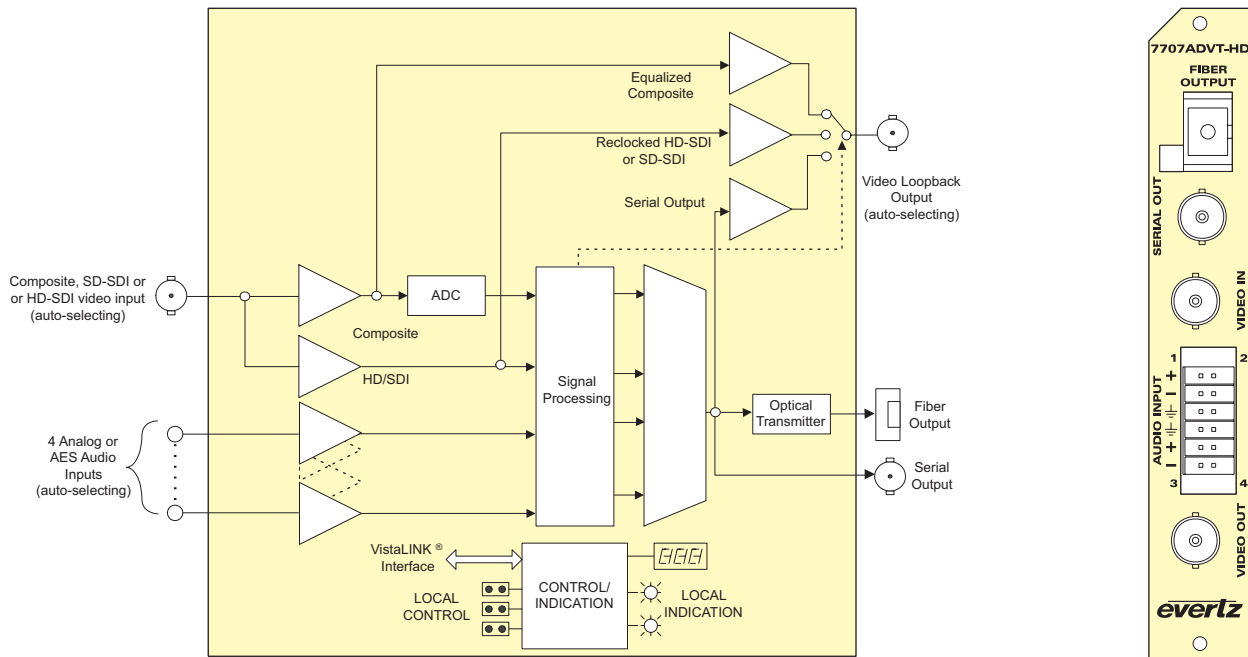 Equalized
Composite
Reclocked HD-SDI
or SD-SDI
Serial Output
Video Loopback
Output
(auto-selecting)
Composite, SD-SDI or
or HD-SDI video input
(auto-selecting)
ADC
Composite
HD/SDI
Signal
Processing
Optical
Transmitter
Fiber
Output
Serial
Output
4 Analog or
AES Audio
Inputs
(auto-selecting)
VistaLINK ®
Interface
LOCAL
CONTROL
CONTROL/
INDICATION
LOCAL
INDICATION
7707ADVT-HD
FIBER
OUTPUT
SERIAL OUT
VIDEO IN
1 2
+
-
+
-
AUDIO INPUT
3 4
VIDEO OUT
evertz